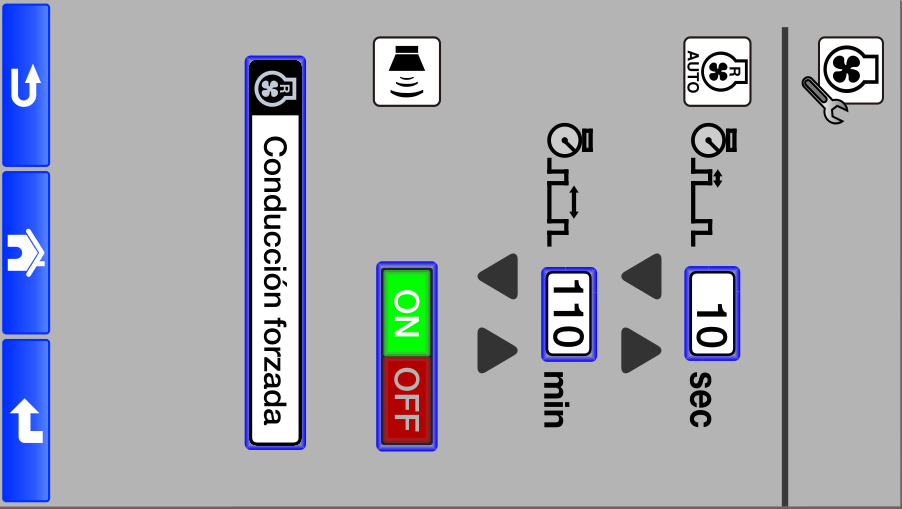 R
AUTO
10 sec
110 min
ON OFF
R
Conducción forzada